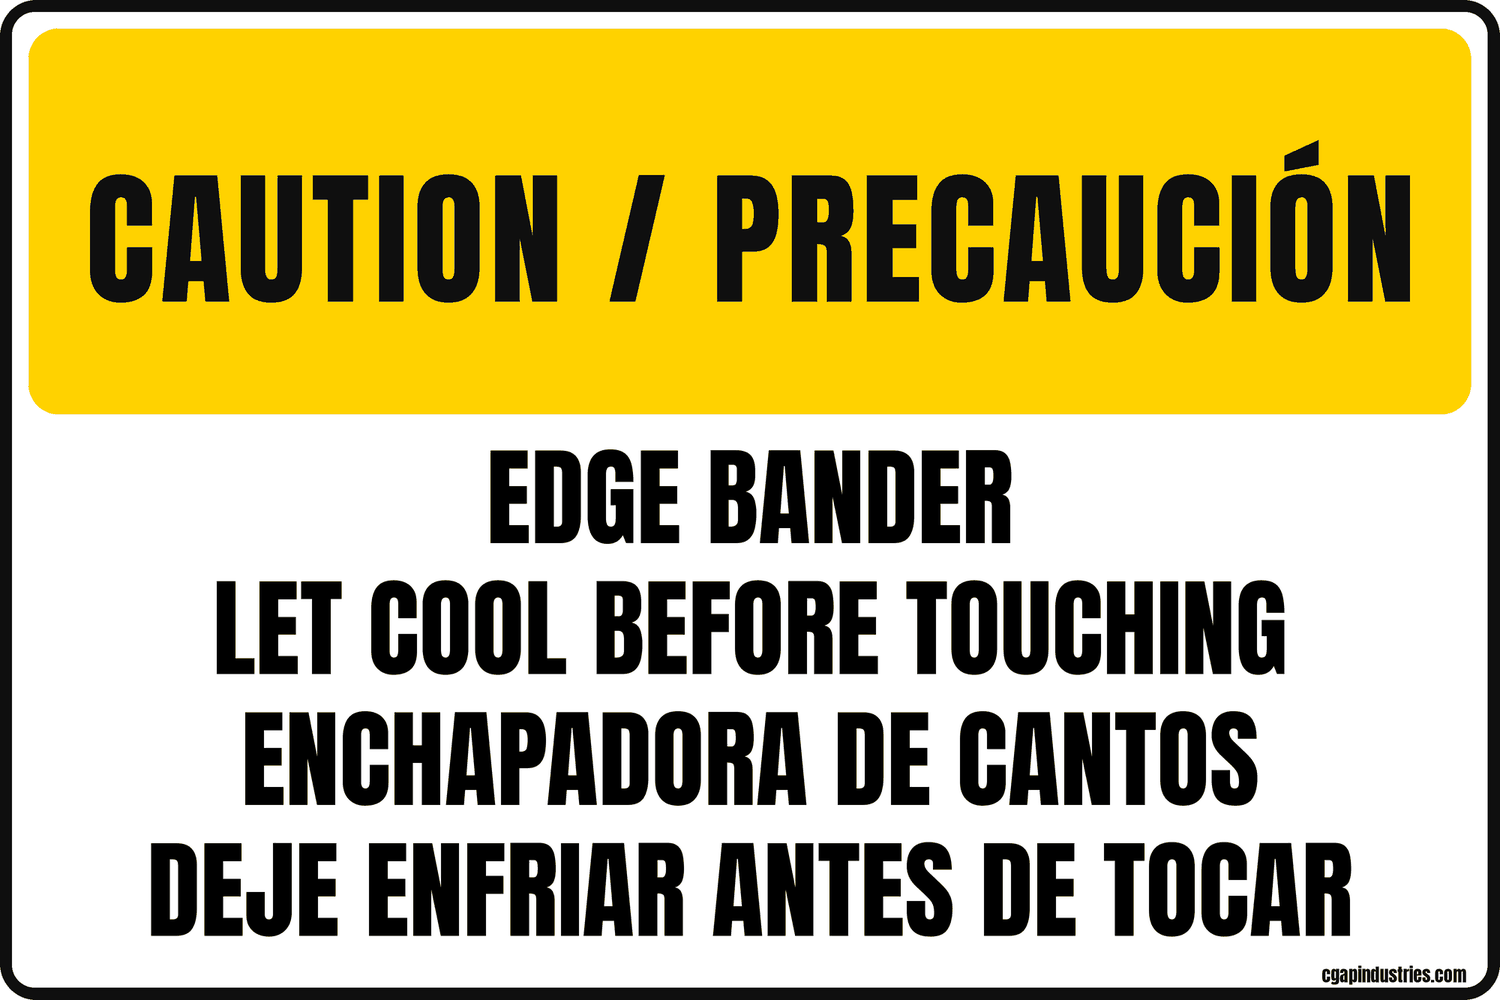 CAUTION / PRECAUCIÓN
EDGE BANDER
LET COOL BEFORE TOUCHING
ENCHAPADORA DE CANTOS
DEJE ENFRIAR ANTES DE TOCAR
cgapindustries.com